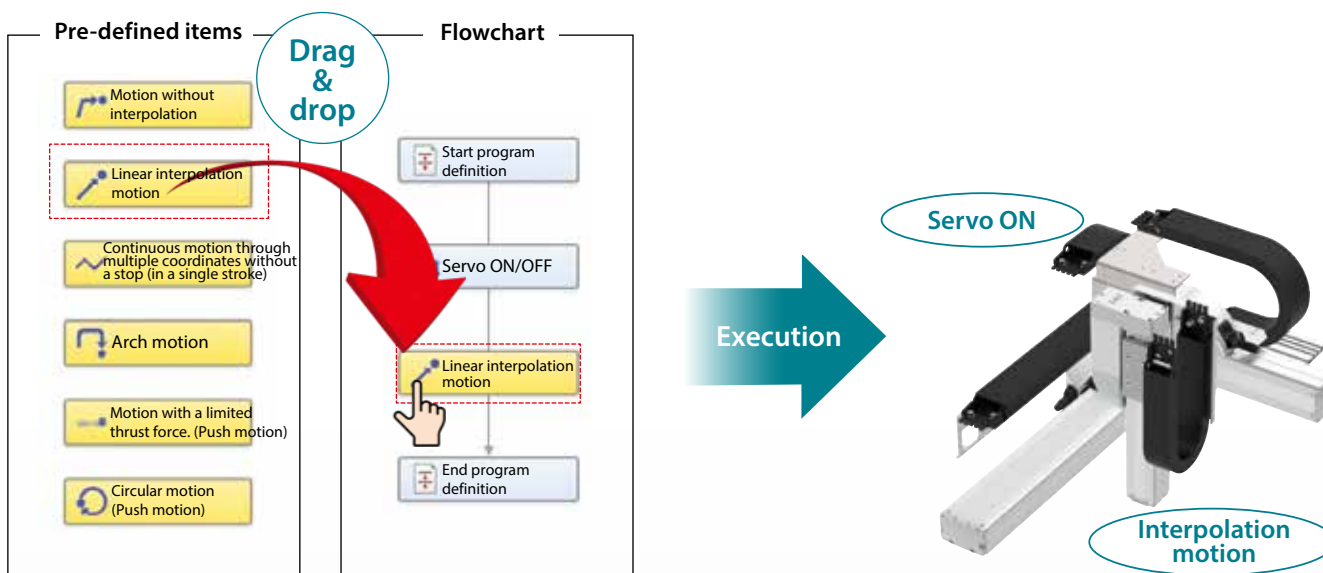 Pre-defined items
Drag
&
drop
Flowchart
Motion without
interpolation
Linear interpolation
motion
Continuous motion through
multiple coordinates without
a stop (in a single stroke)
Arch motion
Motion with a limited
thrust force. (Push motion)
Circular motion
(Push motion)
Start program
definition
Servo ON/OFF
Linear interpolation
motion
End program
definition
Execution
Servo ON
Interpolation
motion